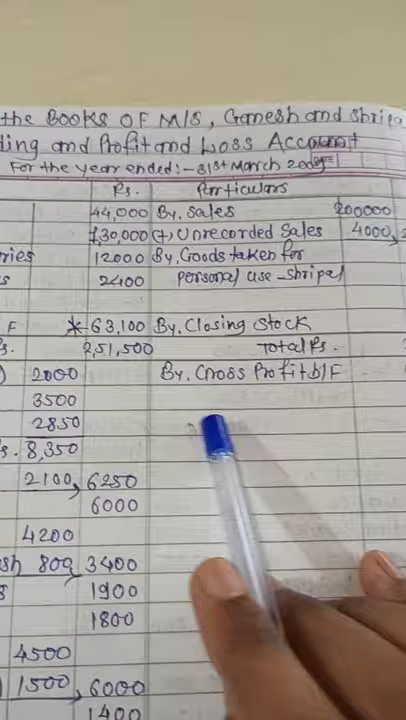 the Books OF M/S, Ganesh and Shripa
ding and Profit and Loss Account
For the year ended:- 31st March 2009
DATE
Rs. Particulars
44,000 By, Sales 200000
1,30,000 (+) Unrecorded Sales 4000,
ries 12000 By, Goods taken for
s 2400 personal use - Shripal
F *63,100 By, Closing Stock
s. 2,51,500 Total Rs.
) 2000 By, Gross Profit b/F
3500
2850
s. 8,350
2100, 6250
6000
4200
sh 800, 3400
s 1900
1800
4500
) 1500, 6000
1400